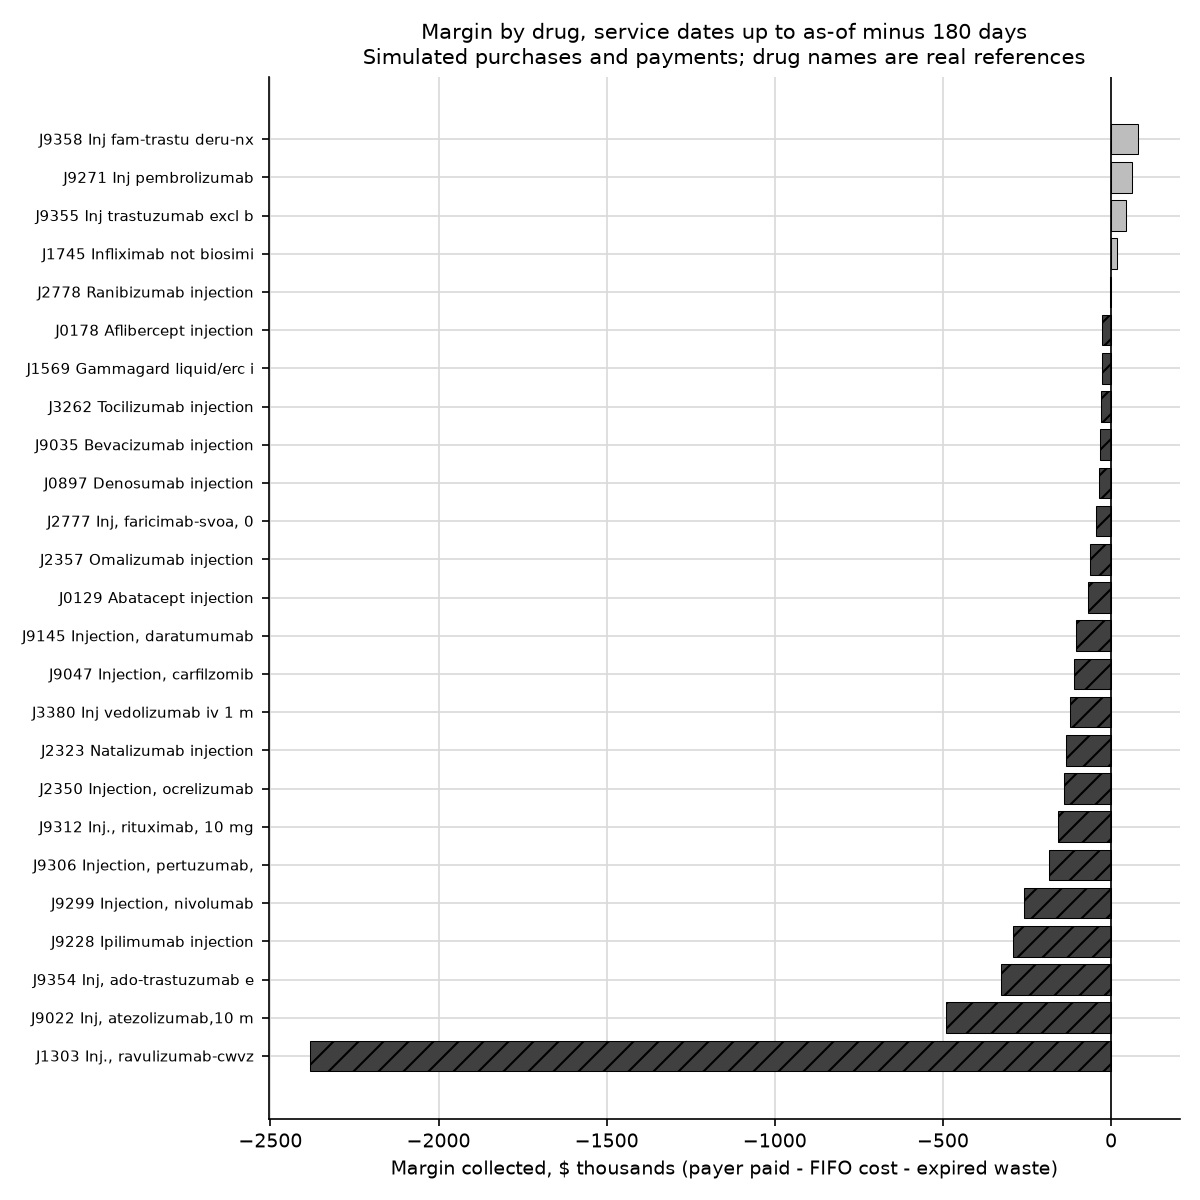 Margin by drug, service dates up to as-of minus 180 days
Simulated purchases and payments; drug names are real references
J9358 Inj fam-trastu deru-nx
J9271 Inj pembrolizumab
J9355 Inj trastuzumab excl b
J1745 Infliximab not biosimi
J2778 Ranibizumab injection
J0178 Aflibercept injection
J1569 Gammagard liquid/erc i
J3262 Tocilizumab injection
J9035 Bevacizumab injection
J0897 Denosumab injection
J2777 Inj, faricimab-svoa, 0
J2357 Omalizumab injection
J0129 Abatacept injection
J9145 Injection, daratumumab
J9047 Injection, carfilzomib
J3380 Inj vedolizumab iv 1 m
J2323 Natalizumab injection
J2350 Injection, ocrelizumab
J9312 Inj., rituximab, 10 mg
J9306 Injection, pertuzumab,
J9299 Injection, nivolumab
J9228 Ipilimumab injection
J9354 Inj, ado-trastuzumab e
J9022 Inj, atezolizumab,10 m
J1303 Inj., ravulizumab-cwvz
−2500 −2000 −1500 −1000 −500 0
Margin collected, $ thousands (payer paid - FIFO cost - expired waste)